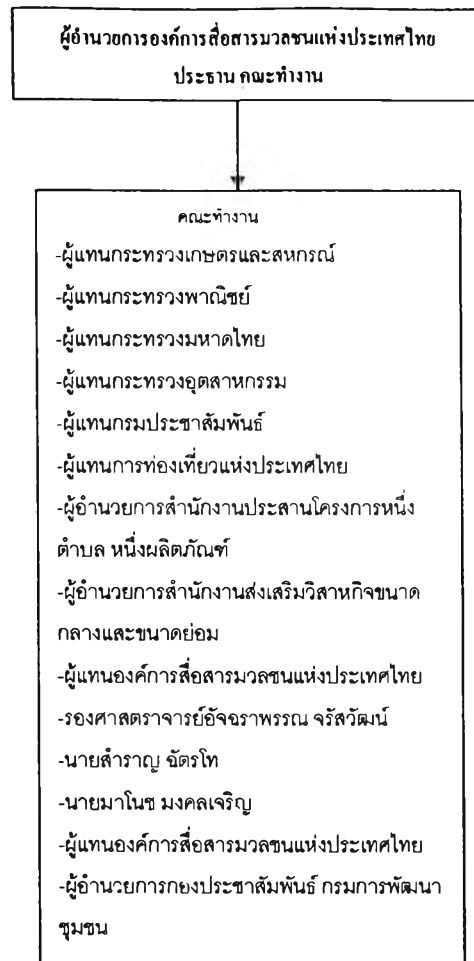 ผู้อำนวยการองค์การสื่อสารมวลชนแห่งประเทศไทย
ประธาน คณะทำงาน
คณะทำงาน
-ผู้แทนกระทรวงเกษตรและสหกรณ์
-ผู้แทนกระทรวงพาณิชย์
-ผู้แทนกระทรวงมหาดไทย
-ผู้แทนกระทรวงอุตสาหกรรม
-ผู้แทนกรมประชาสัมพันธ์
-ผู้แทนการท่องเที่ยวแห่งประเทศไทย
-ผู้อำนวยการสำนักงานประสานโครงการหนึ่ง
ตำบล หนึ่งผลิตภัณฑ์
-ผู้อำนวยการสำนักงานส่งเสริมวิสาหกิจขนาด
กลางและขนาดย่อม
-ผู้แทนองค์การสื่อสารมวลชนแห่งประเทศไทย
-รองศาสตราจารย์อัจฉราพรรณ จรัสวัฒน์
-นายสำราญ ฉัตรโท
-นายมาโนช มงคลเจริญ
-ผู้แทนองค์การสื่อสารมวลชนแห่งประเทศไทย
-ผู้อำนวยการกองประชาสัมพันธ์ กรมการพัฒนา
ชุมชน